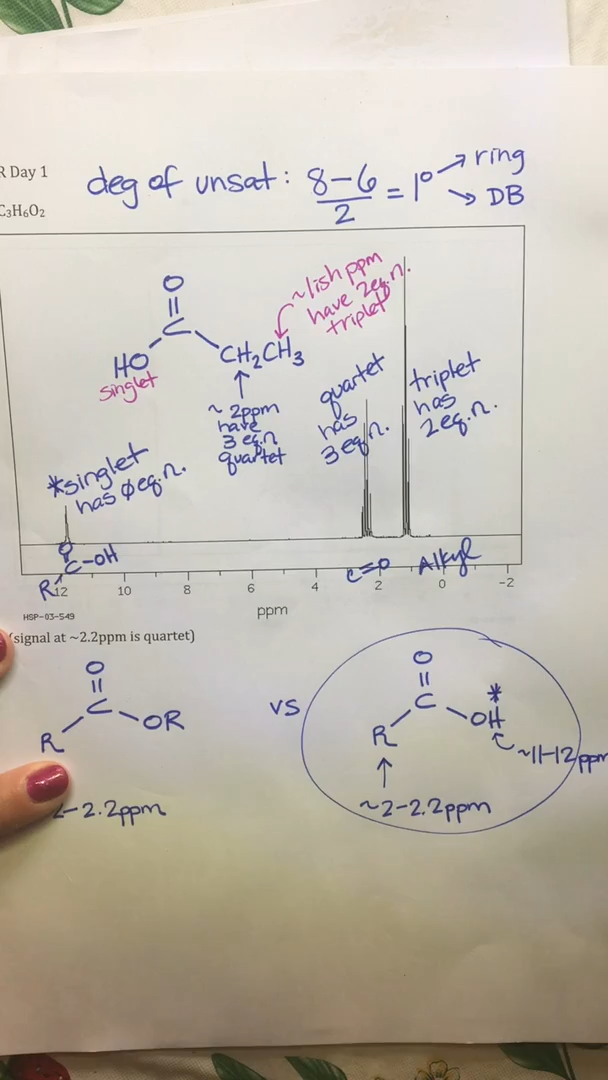 R Day 1
deg of unsat: 8-6/2 = 1° → ring
→ DB
C₃H₆O₂
O
||
C
HO
CH₂CH₃
singlet
~1ish ppm
have 2eq.n.
triplet
~ 2ppm
have
3 eq.n
quartet
quartet
has
3 eq.n.
triplet
has
2eq.n.
*singlet
has ø eq.n.
O
C-OH
R
C=O
Alkyl
12 10 8 6 4 2 0 -2
ppm
HSP-03-549
(signal at ~2.2ppm is quartet)
O
||
C
R
OR
2-2.2ppm
vs
O
||
C
*
R
OH
~11-12ppm
~2-2.2ppm